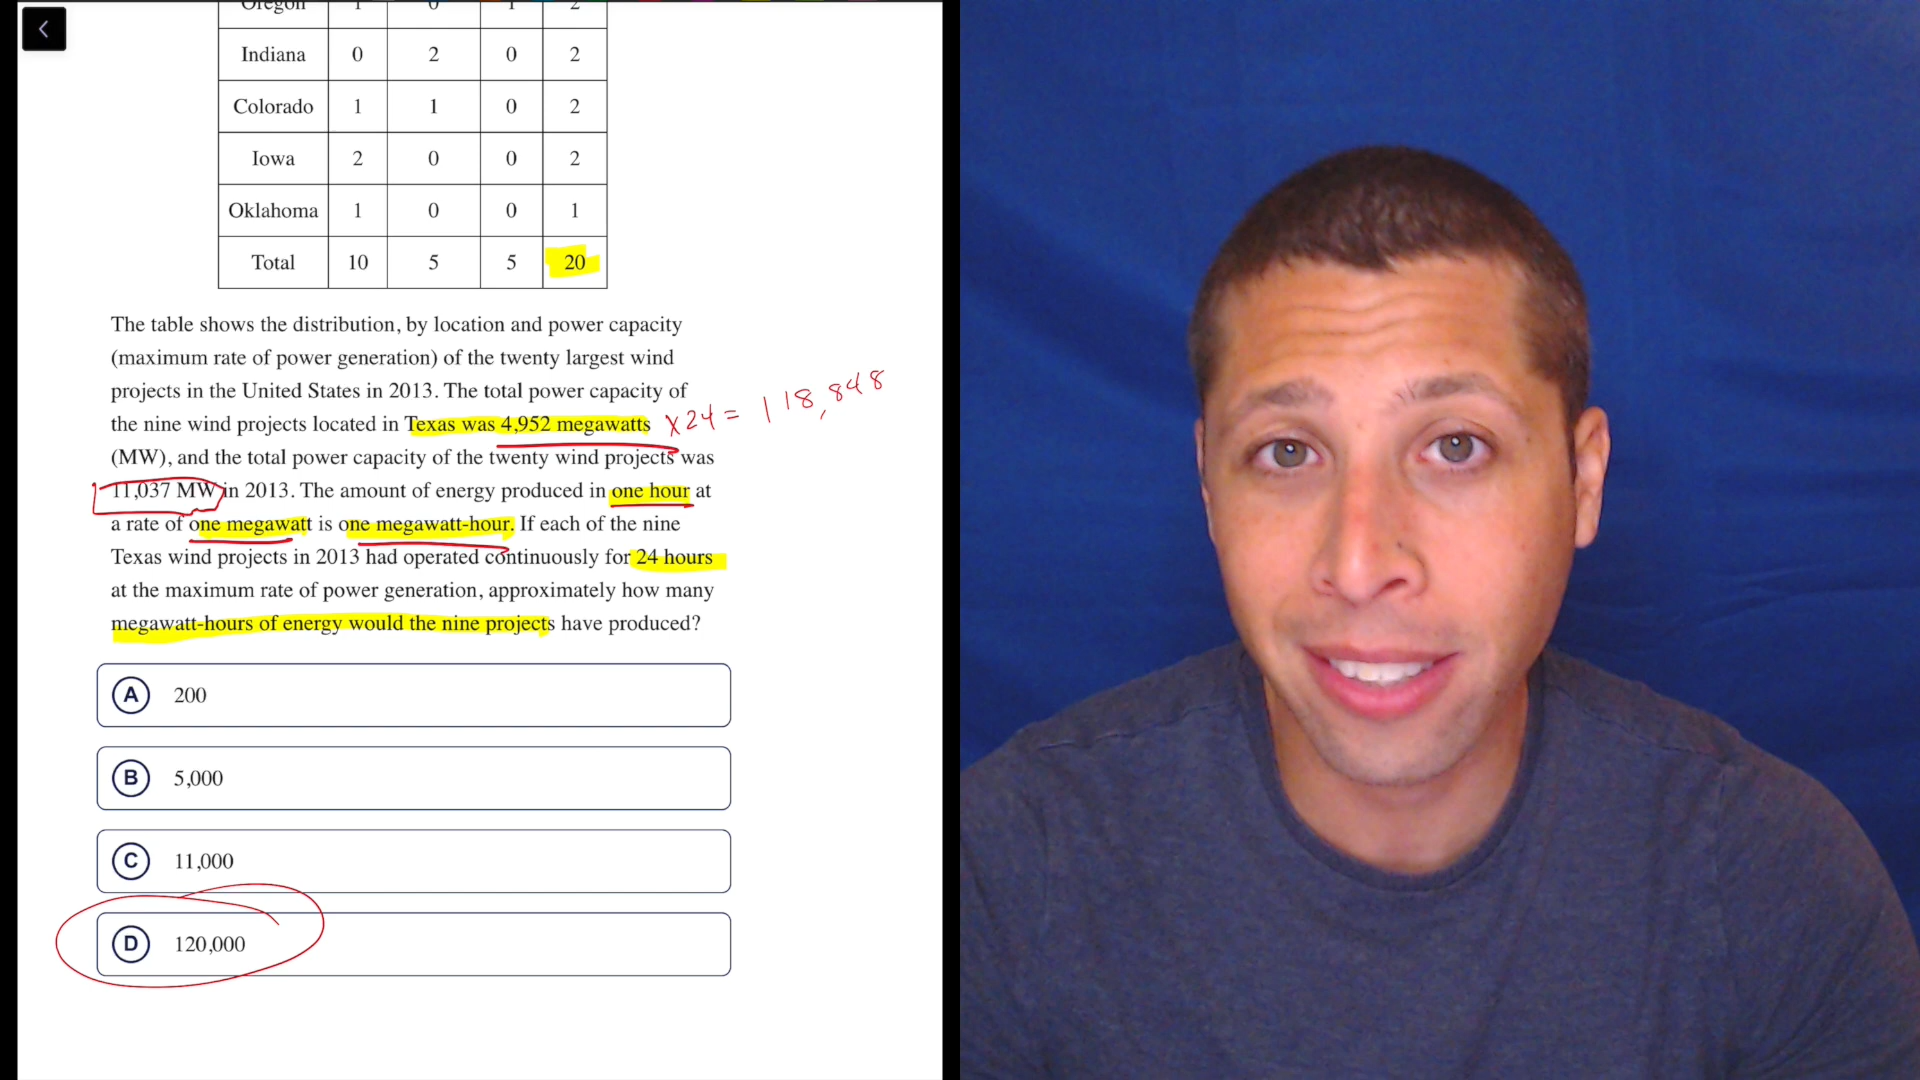 Oregon 1 0 1 2
Indiana 0 2 0 2
Colorado 1 1 0 2
Iowa 2 0 0 2
Oklahoma 1 0 0 1
Total 10 5 5 20
The table shows the distribution, by location and power capacity
(maximum rate of power generation) of the twenty largest wind
projects in the United States in 2013. The total power capacity of
the nine wind projects located in Texas was 4,952 megawatts x24 = 118,848
(MW), and the total power capacity of the twenty wind projects was
11,037 MW in 2013. The amount of energy produced in one hour at
a rate of one megawatt is one megawatt-hour. If each of the nine
Texas wind projects in 2013 had operated continuously for 24 hours
at the maximum rate of power generation, approximately how many
megawatt-hours of energy would the nine projects have produced?
A 200
B 5,000
C 11,000
D 120,000